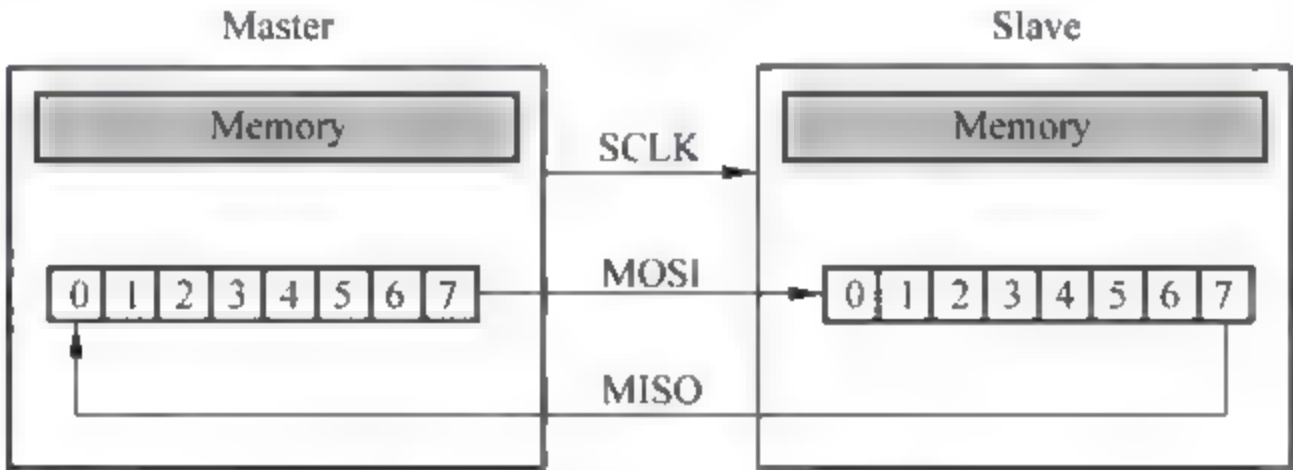 Master Slave
Memory Memory
SCLK
0 1 2 3 4 5 6 7 MOSI 0 1 2 3 4 5 6 7
MISO